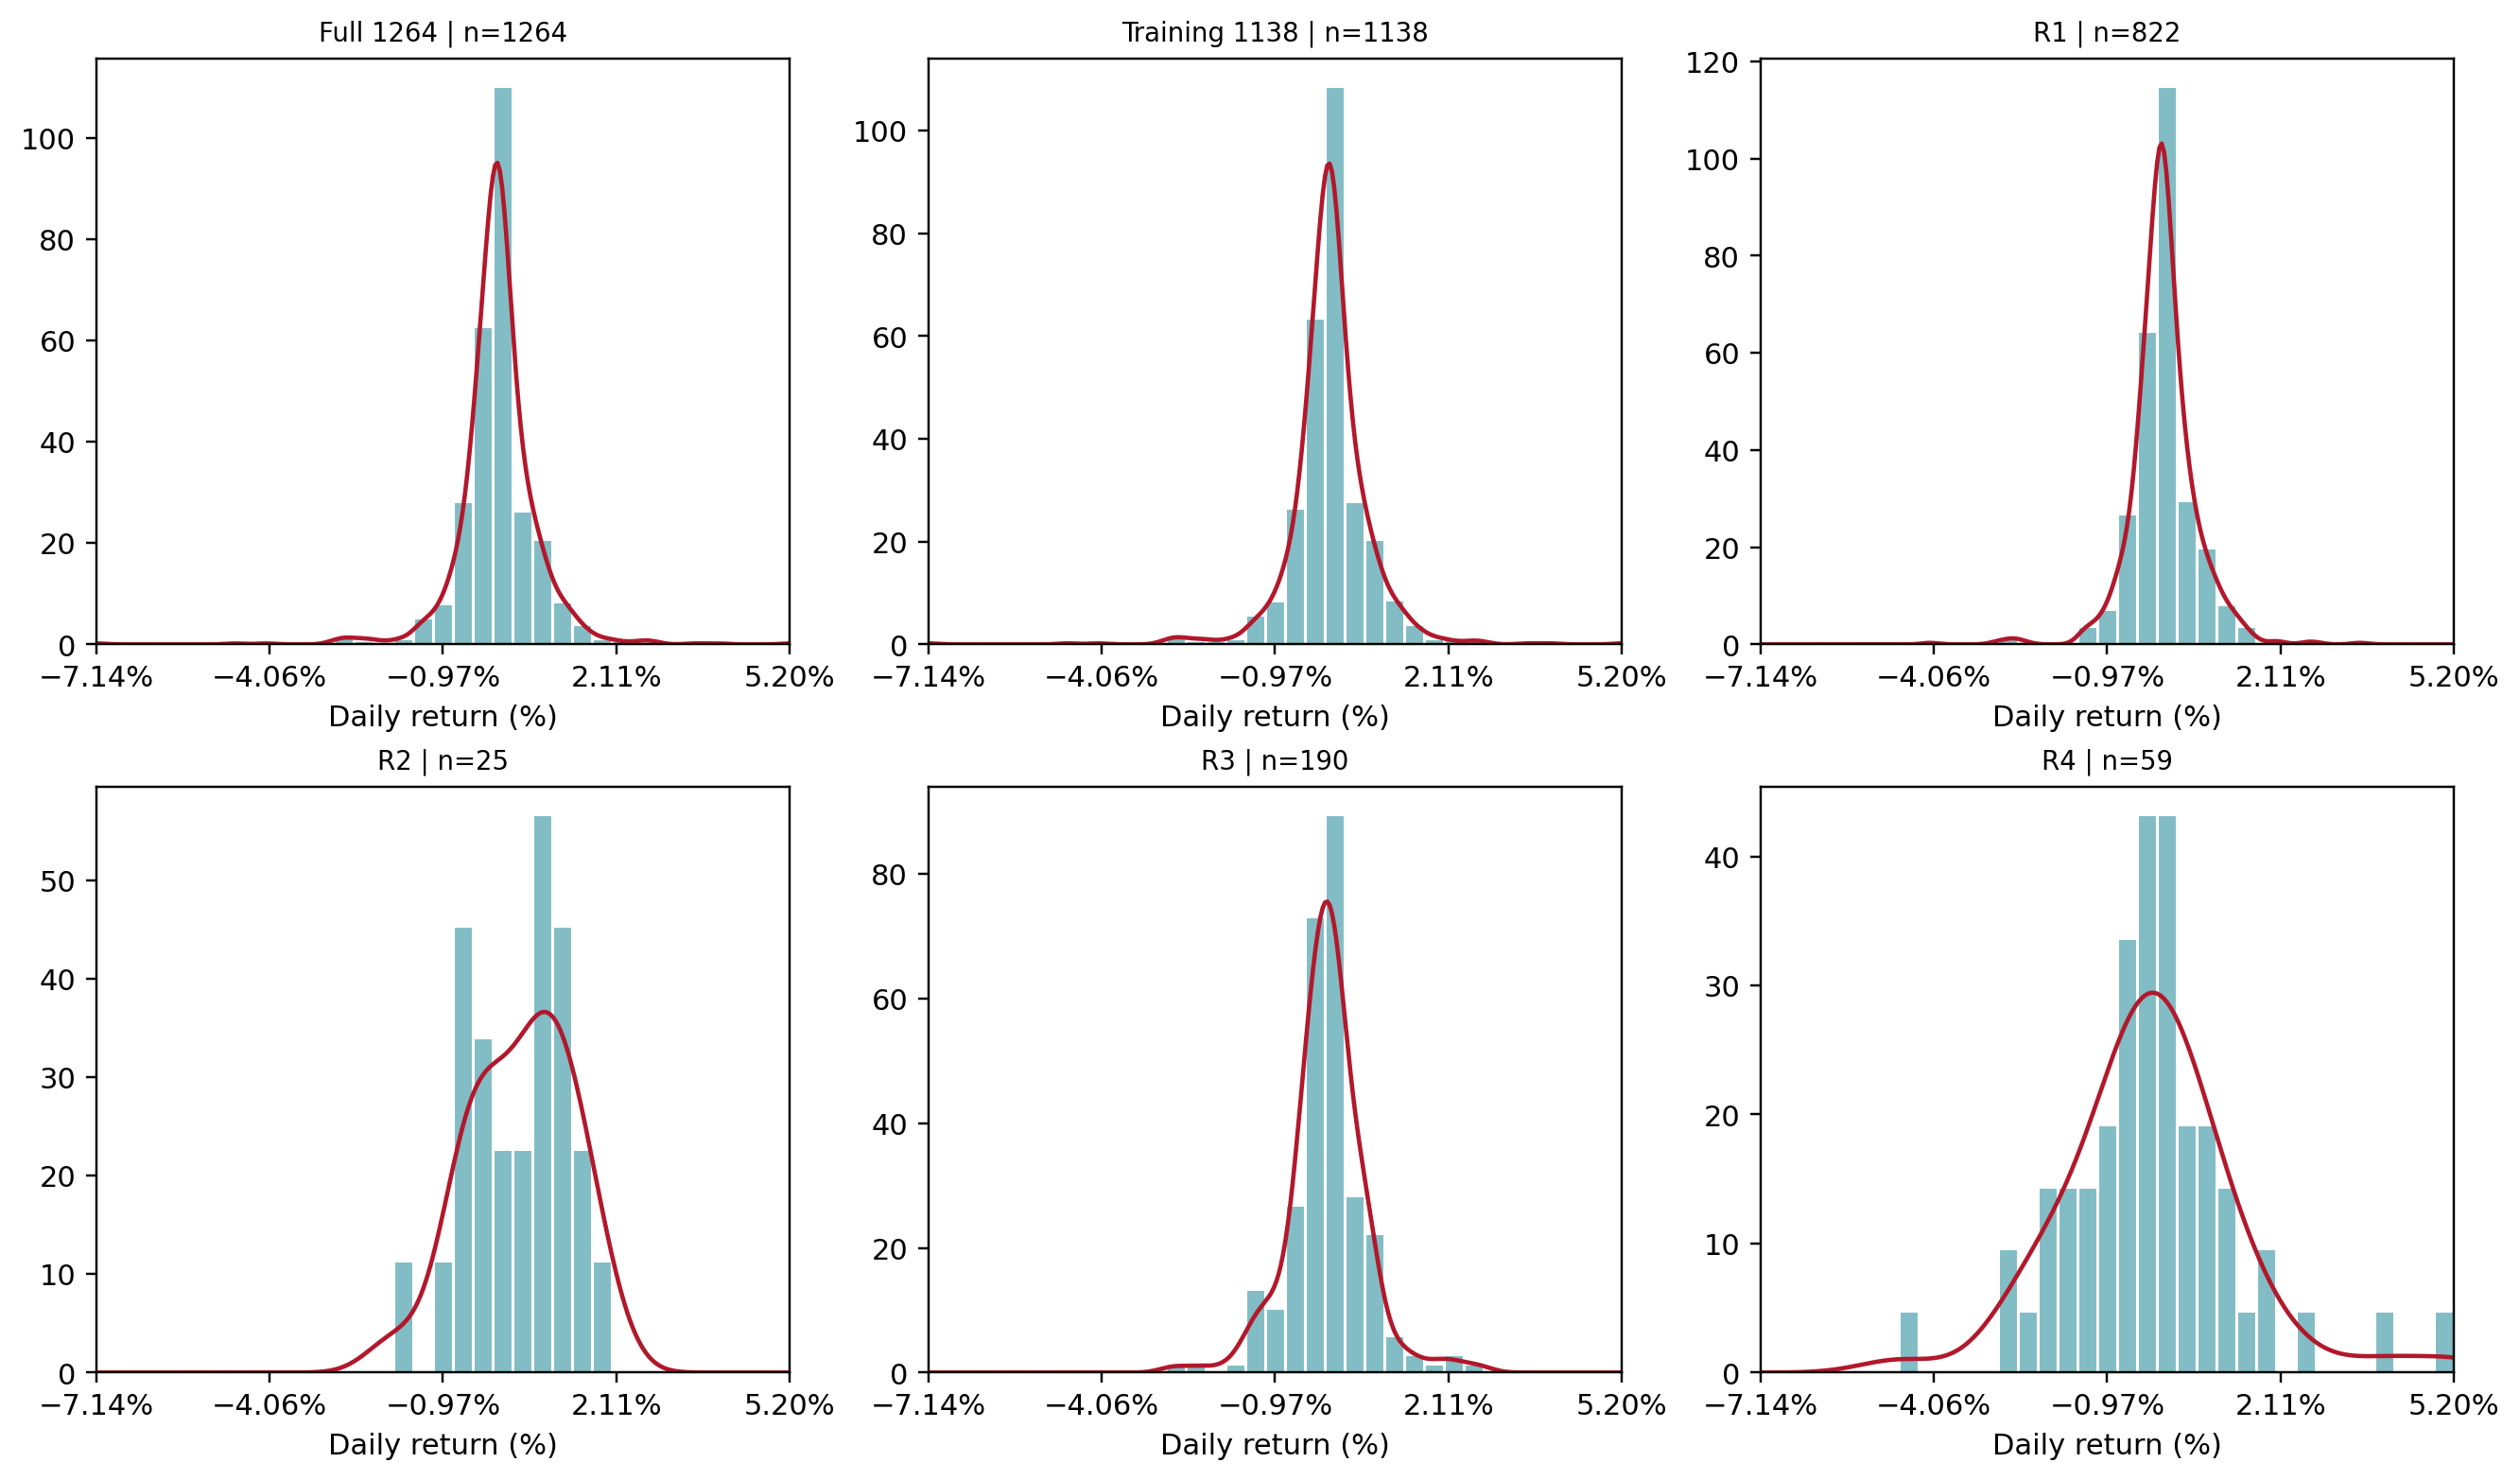 Full 1264 | n=1264
100
80
60
40
20
0
−7.14% −4.06% −0.97% 2.11% 5.20%
Daily return (%)
Training 1138 | n=1138
100
80
60
40
20
0
−7.14% −4.06% −0.97% 2.11% 5.20%
Daily return (%)
R1 | n=822
120
100
80
60
40
20
0
−7.14% −4.06% −0.97% 2.11% 5.20%
Daily return (%)
R2 | n=25
50
40
30
20
10
0
−7.14% −4.06% −0.97% 2.11% 5.20%
Daily return (%)
R3 | n=190
80
60
40
20
0
−7.14% −4.06% −0.97% 2.11% 5.20%
Daily return (%)
R4 | n=59
40
30
20
10
0
−7.14% −4.06% −0.97% 2.11% 5.20%
Daily return (%)